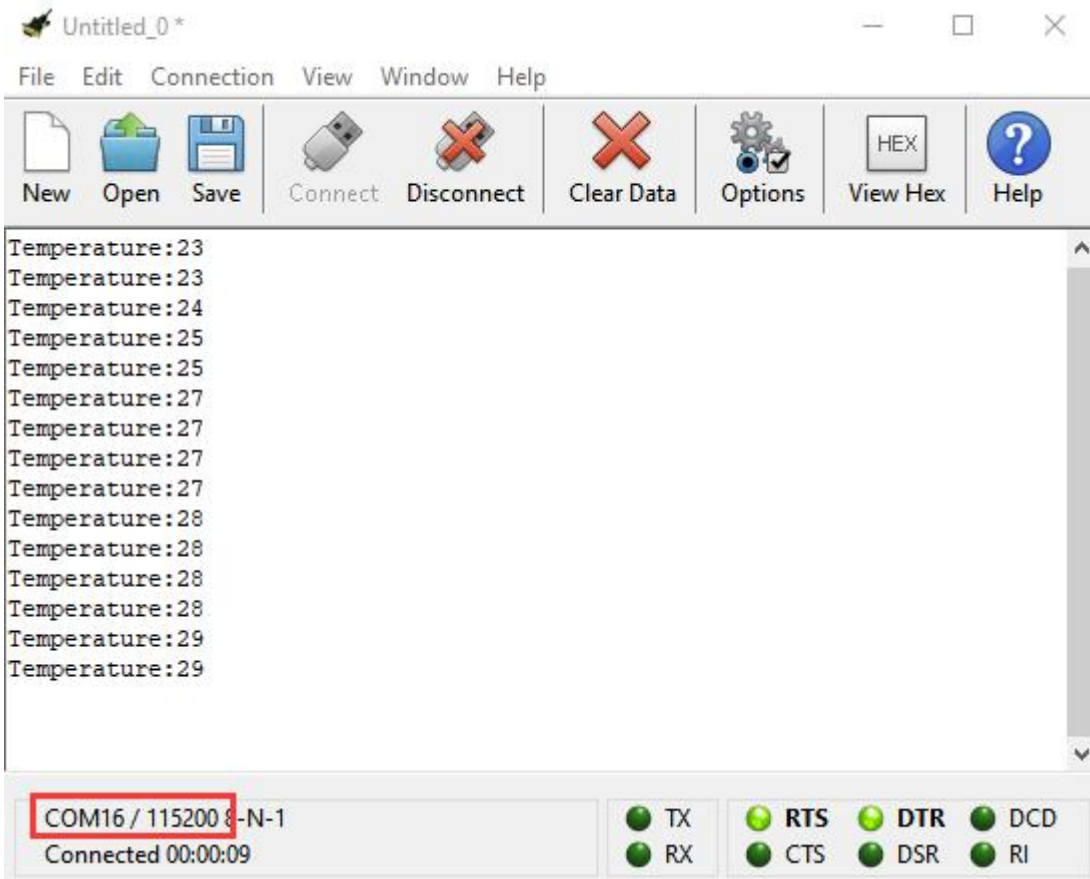 Untitled_0 *
File Edit Connection View Window Help
New Open Save Connect Disconnect Clear Data Options HEX View Hex ? Help
Temperature:23
Temperature:23
Temperature:24
Temperature:25
Temperature:25
Temperature:27
Temperature:27
Temperature:27
Temperature:27
Temperature:28
Temperature:28
Temperature:28
Temperature:28
Temperature:29
Temperature:29
COM16 / 115200 8-N-1 TX RTS DTR DCD
Connected 00:00:09 RX CTS DSR RI